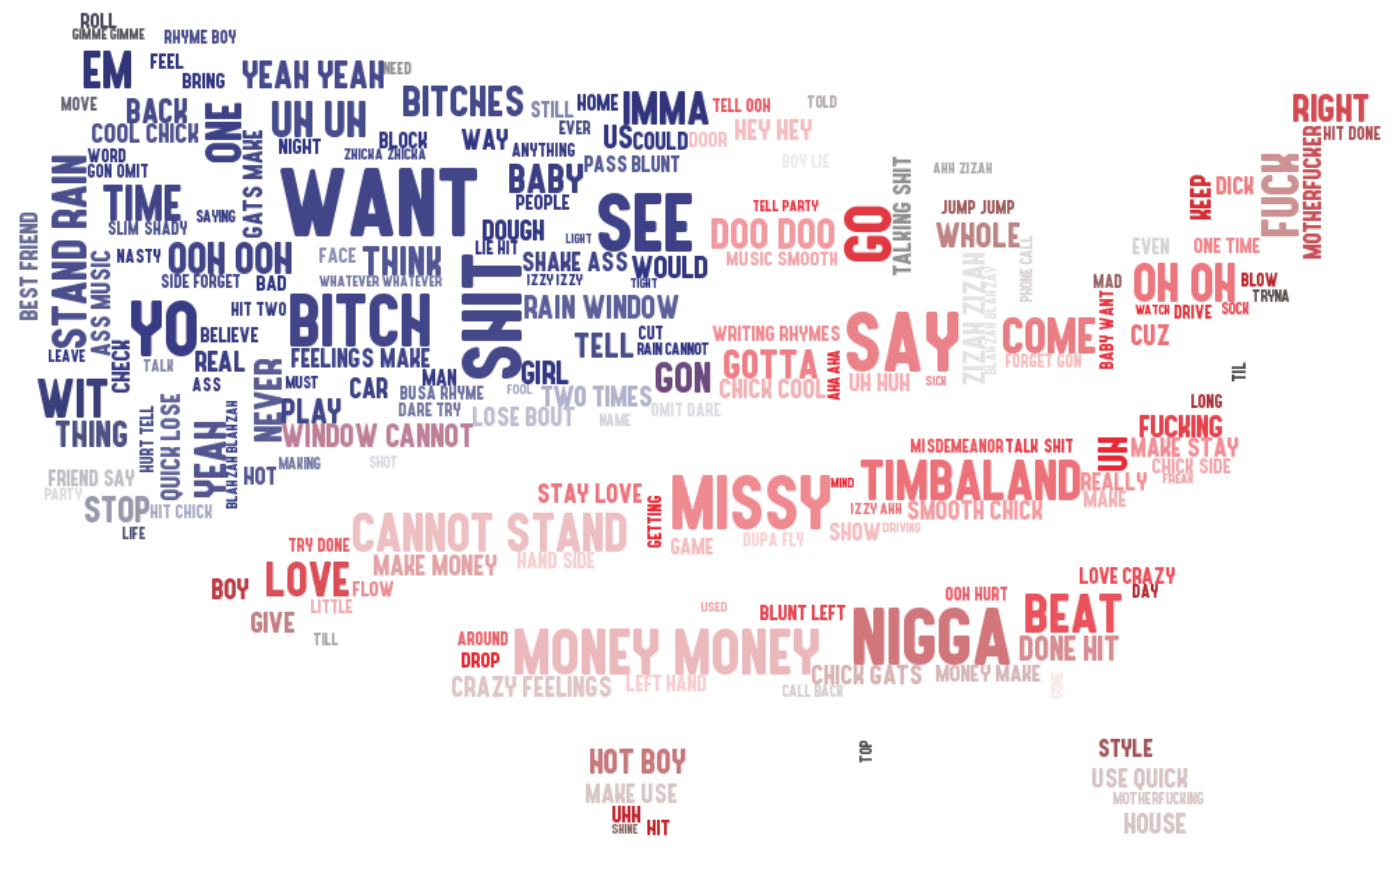 ROLL
GIMME GIMME
RHYME BOY
EM
FEEL
BRING
YEAH YEAH
NEED
MOVE
BACK
COOL CHICK
ONE
UH UH
BITCHES
STILL
HOME
IMMA
TELL OOH
TOLD
RIGHT
HIT DONE
NIGHT
BLOCK
ZHICKA ZHICKA
WAY
EVER
ANYTHING
US
COULD
DOOR
HEY HEY
WORD
GON OMIT
GATS MAKE
PASS BLUNT
BOY LIE
AHH ZIZAH
FUCK
MOTHERFUCKER
STAND RAIN
TIME
SLIM SHADY
SAYING
WANT
BABY
PEOPLE
SEE
TELL PARTY
GO
TALKING SHIT
JUMP JUMP
WHOLE
KEEP
DICK
BEST FRIEND
ASS MUSIC
NASTY
OOH OOH
SIDE FORGET
BAD
FACE
THINK
WHATEVER WHATEVER
DOUGH
LIE HIT
LIGHT
SHAKE ASS
IZZY IZZY
WOULD
TIGHT
DOO DOO
MUSIC SMOOTH
PHONE CALL
EVEN
ONE TIME
YO
HIT TWO
BELIEVE
BITCH
SHIT
RAIN WINDOW
ZIZAH ZIZAH
BLAHZAH BLAHZZY
MAD
OH OH
BLOW
TRYNA
WATCH
DRIVE
SOCK
LEAVE
CHECK
TALK
REAL
ASS
FEELINGS MAKE
TELL
CUT
RAIN CANNOT
WRITING RHYMES
SAY
COME
FORGET GON
BABY WANT
CUZ
WIT
THING
NEVER
MUST
CAR
MAN
BUSA RHYME
DARE TRY
GIRL
FOOL
TWO TIMES
GON
GOTTA
CHICK COOL
AHA AHA
UH HUH
SICK
TIL
HURT TELL
QUICK LOSE
YEAH
BLAHZAH BLAHZAH
PLAY
LOSE BOUT
NAME
OMIT DARE
LONG
WINDOW CANNOT
FUCKING
FRIEND SAY
PARTY
HOT
MAKING
SHOT
MISDEMEANOR
TALK SHIT
UH
MAKE STAY
CHICK SIDE
FREAK
STOP
HIT CHICK
LIFE
STAY LOVE
GETTING
MISSY
MIND
TIMBALAND
REALLY
MAKE
IZZY AHH
SMOOTH CHICK
CANNOT STAND
TRY DONE
GAME
DUPA FLY
SHOW
DRIVING
MAKE MONEY
HAND SIDE
BOY
LOVE
FLOW
LITTLE
LOVE CRAZY
DAY
OOH HURT
GIVE
TILL
USED
BLUNT LEFT
NIGGA
BEAT
DONE HIT
AROUND
DROP
MONEY MONEY
CRAZY FEELINGS
LEFT HAND
CHICK GATS
MONEY MAKE
CALL BACK
GONE
HOT BOY
TOP
STYLE
MAKE USE
USE QUICK
MOTHERFUCKING
UHH
SHINE
HIT
HOUSE